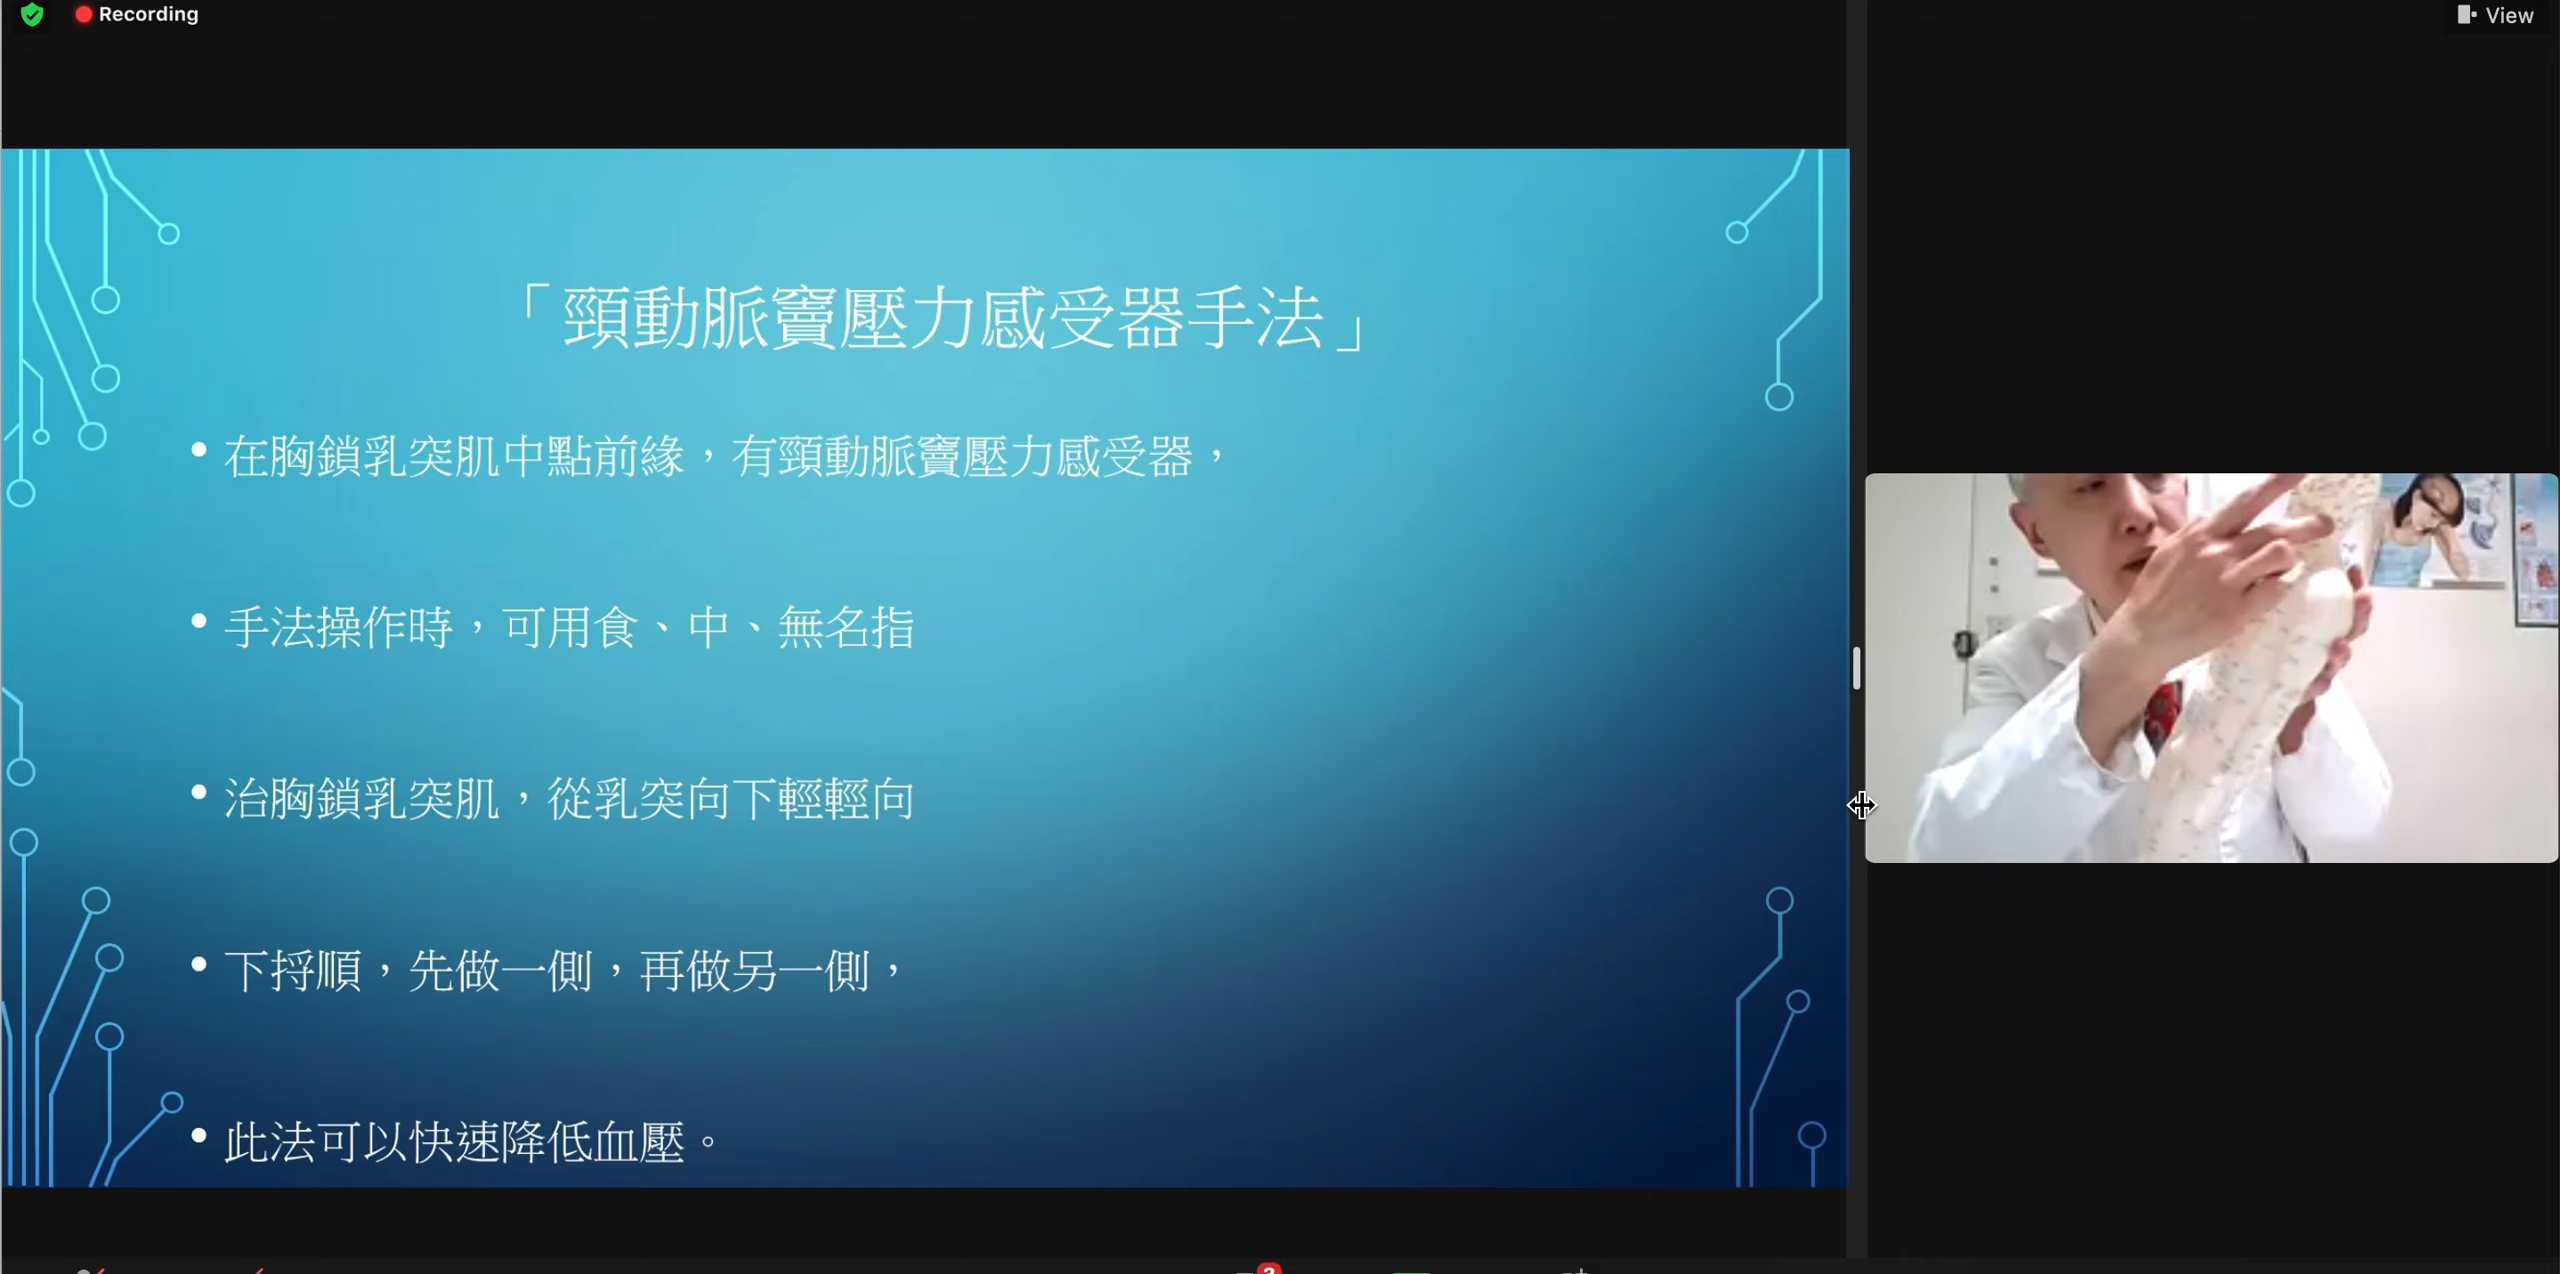 Recording
View
「頸動脈竇壓力感受器手法」
• 在胸鎖乳突肌中點前緣，有頸動脈竇壓力感受器，
• 手法操作時，可用食、中、無名指
• 治胸鎖乳突肌，從乳突向下輕輕向
• 下捋順，先做一側，再做另一側，
• 此法可以快速降低血壓。